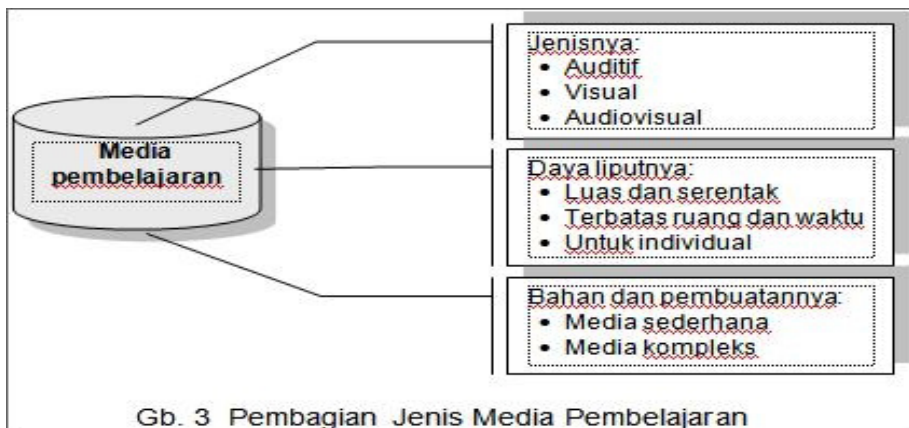 Media
pembelajaran
Jenisnya:
• Auditif
• Visual
• Audiovisual
Daya liputnya:
• Luas dan serentak
• Terbatas ruang dan waktu
• Untuk individual
Bahan dan pembuatannya:
• Media sederhana
• Media kompleks
Gb. 3 Pembagian Jenis Media Pembelajaran